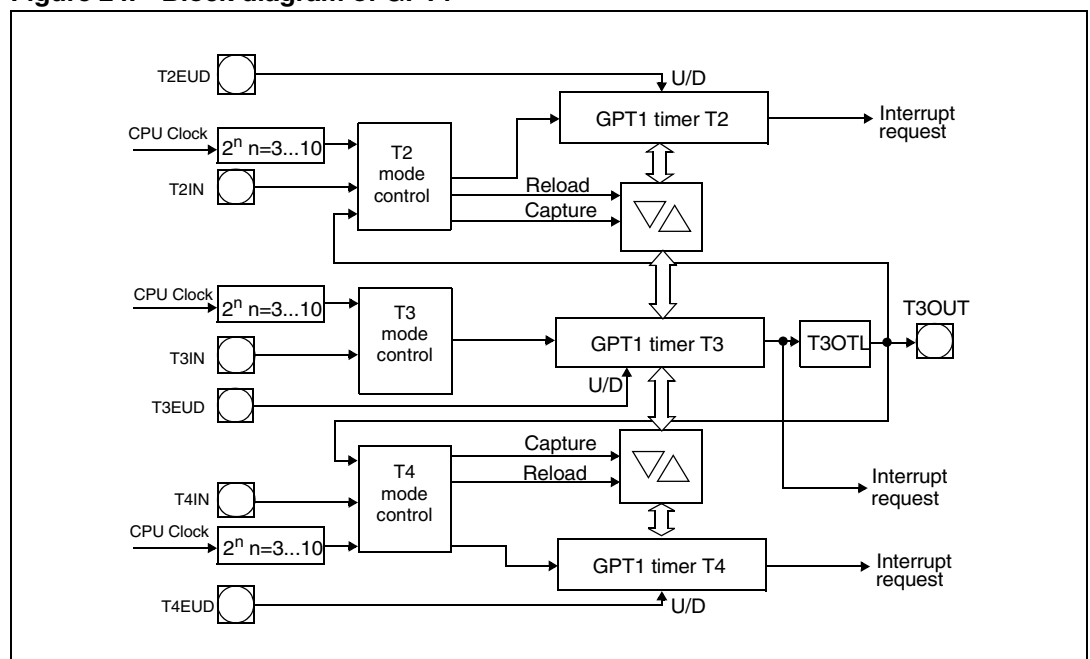 T2EUD
U/D
GPT1 timer T2
Interrupt
request
CPU Clock
2ⁿ n=3...10
T2
mode
control
T2IN
Reload
Capture
CPU Clock
2ⁿ n=3...10
T3
mode
control
T3IN
T3EUD
GPT1 timer T3
U/D
T3OTL
T3OUT
Interrupt
request
Capture
Reload
T4
mode
control
T4IN
CPU Clock
2ⁿ n=3...10
GPT1 timer T4
Interrupt
request
T4EUD
U/D